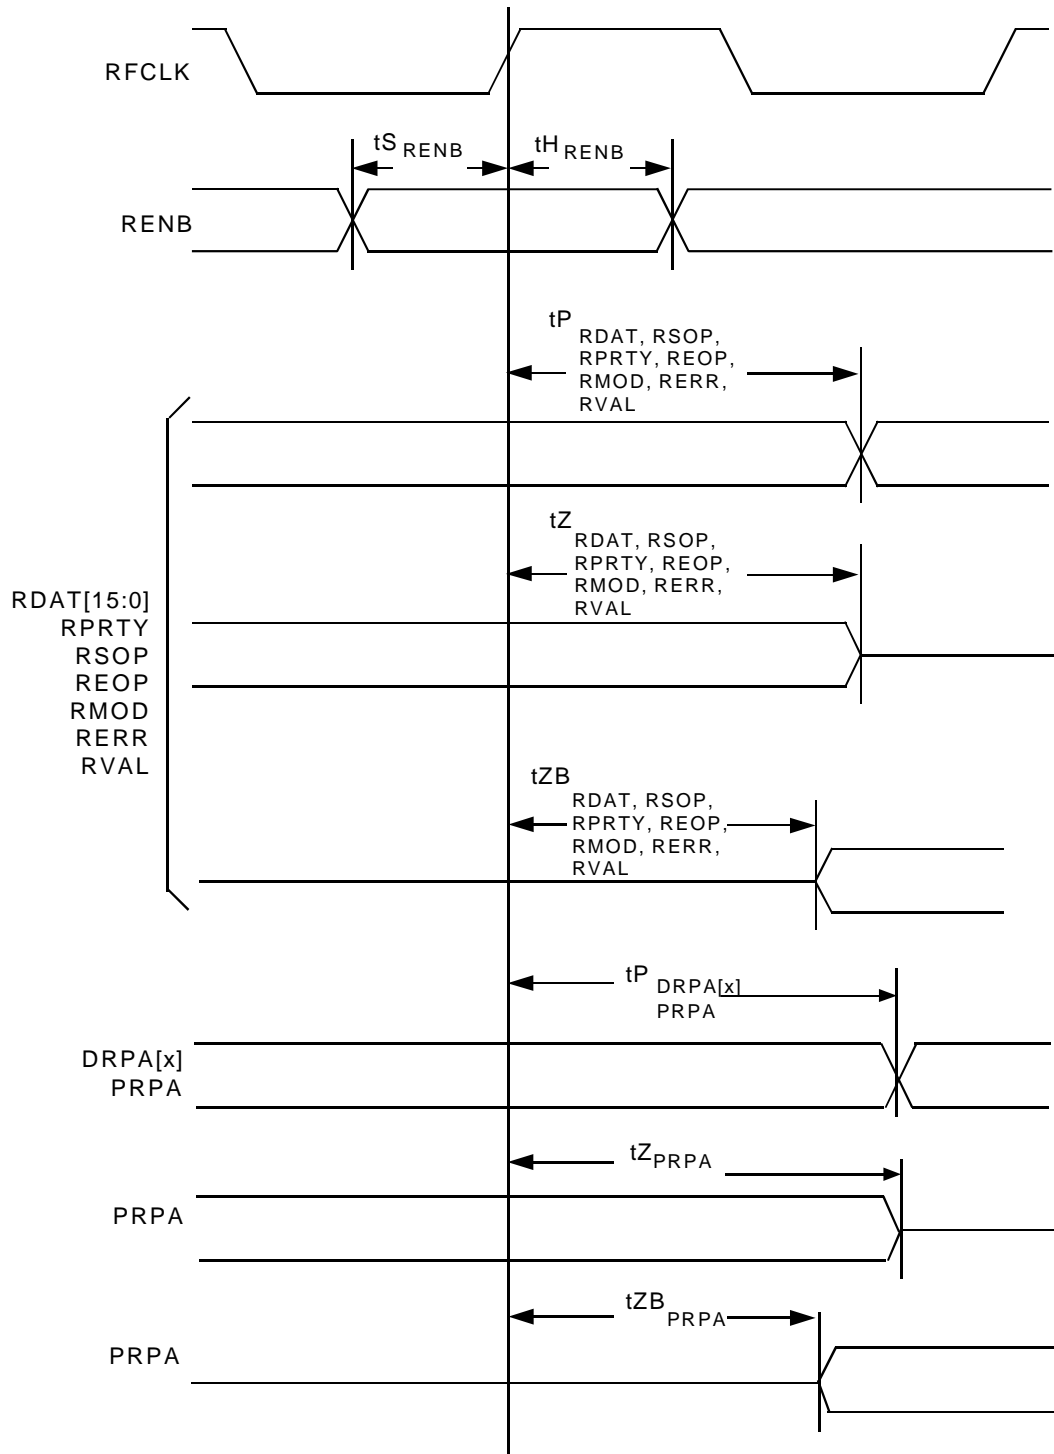 RFCLK
tS RENB
tH RENB
RENB
tP
RDAT, RSOP,
RPRTY, REOP,
RMOD, RERR,
RVAL
tZ
RDAT, RSOP,
RPRTY, REOP,
RMOD, RERR,
RVAL
RDAT[15:0]
RPRTY
RSOP
REOP
RMOD
RERR
RVAL
tZB
RDAT, RSOP,
RPRTY, REOP,
RMOD, RERR,
RVAL
tP DRPA[x]
PRPA
DRPA[x]
PRPA
tZPRPA
PRPA
tZB PRPA
PRPA